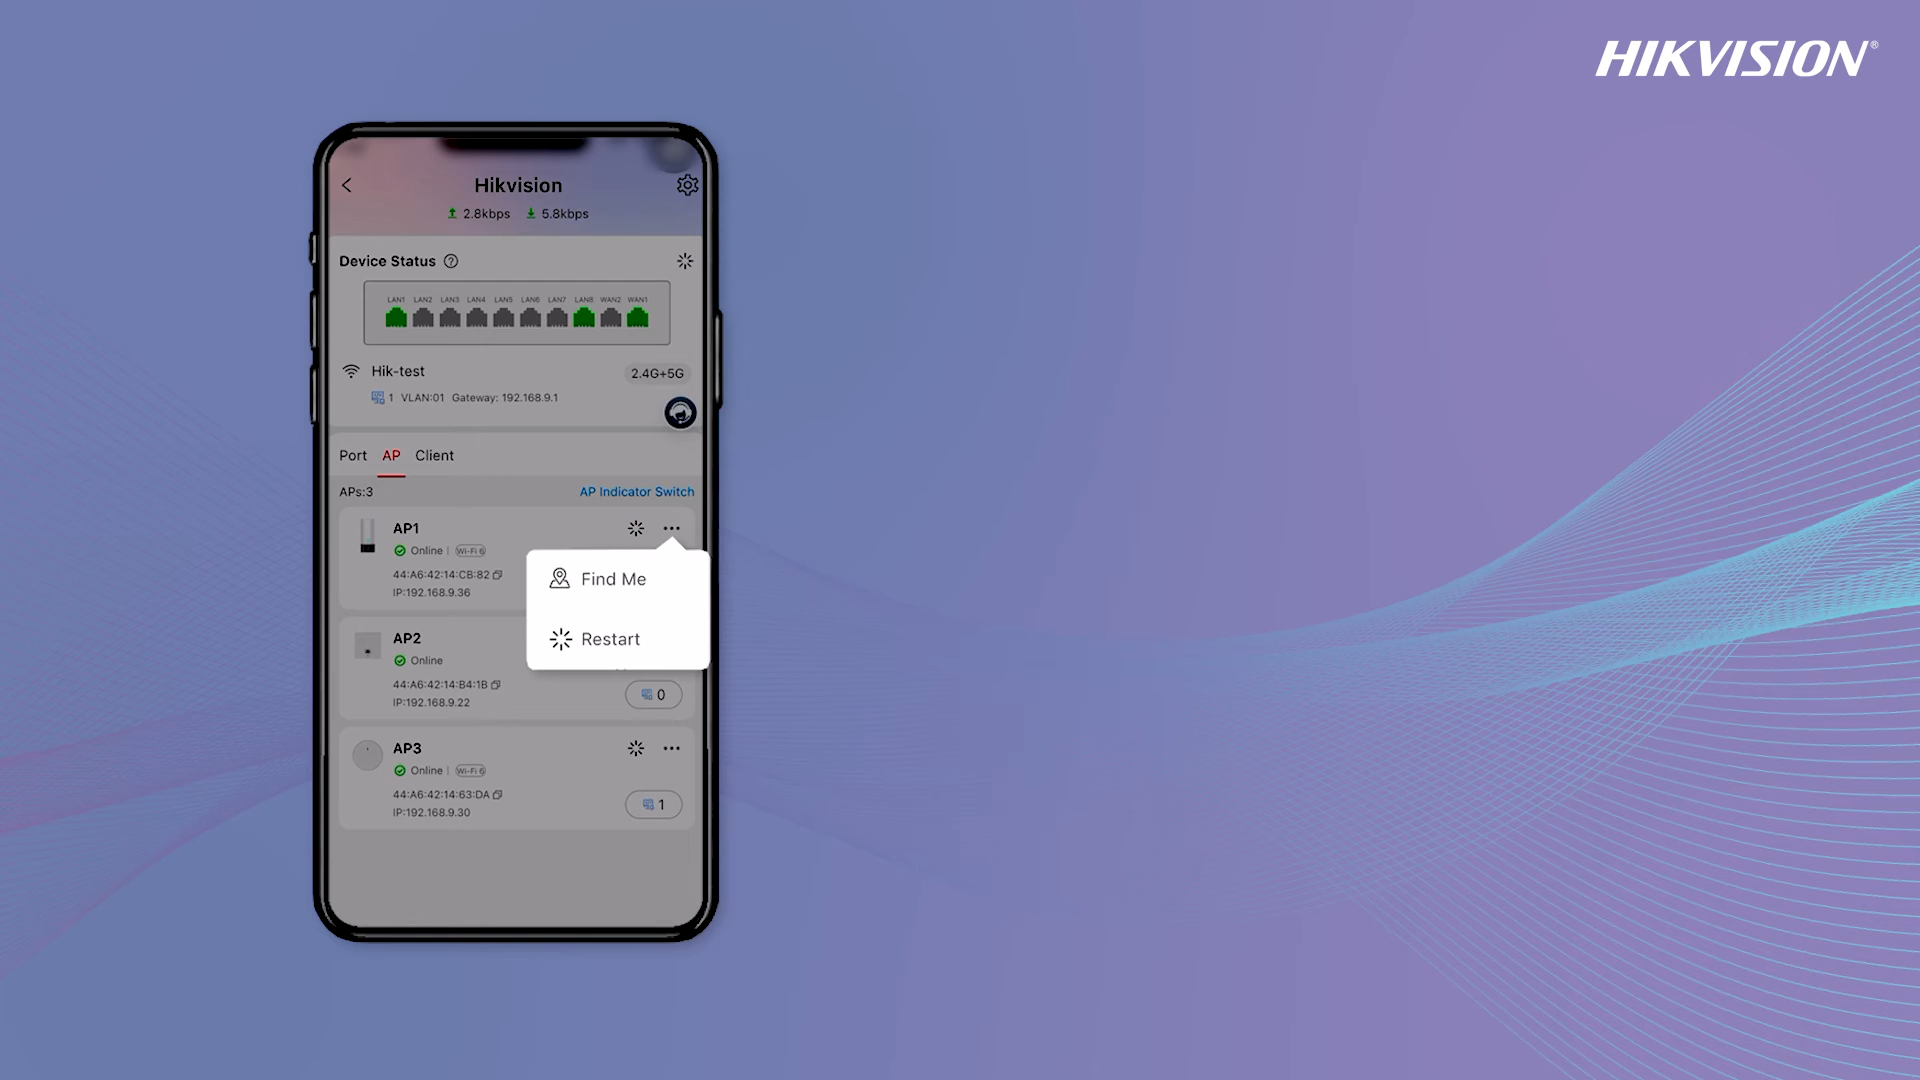 HIKVISION®
Hikvision
2.8kbps 5.8kbps
Device Status ?
LAN1 LAN2 LAN3 LAN4 LAN5 LAN6 LAN7 LAN8 WAN2 WAN1
Hik-test 2.4G+5G
1 VLAN:01 Gateway: 192.168.9.1
Port AP Client
APs:3 AP Indicator Switch
AP1
Online | Wi-Fi 6
44:A6:42:14:CB:82
IP:192.168.9.36
Find Me
Restart
AP2
Online
44:A6:42:14:B4:1B
IP:192.168.9.22
0
AP3
Online | Wi-Fi 6
44:A6:42:14:63:DA
IP:192.168.9.30
1